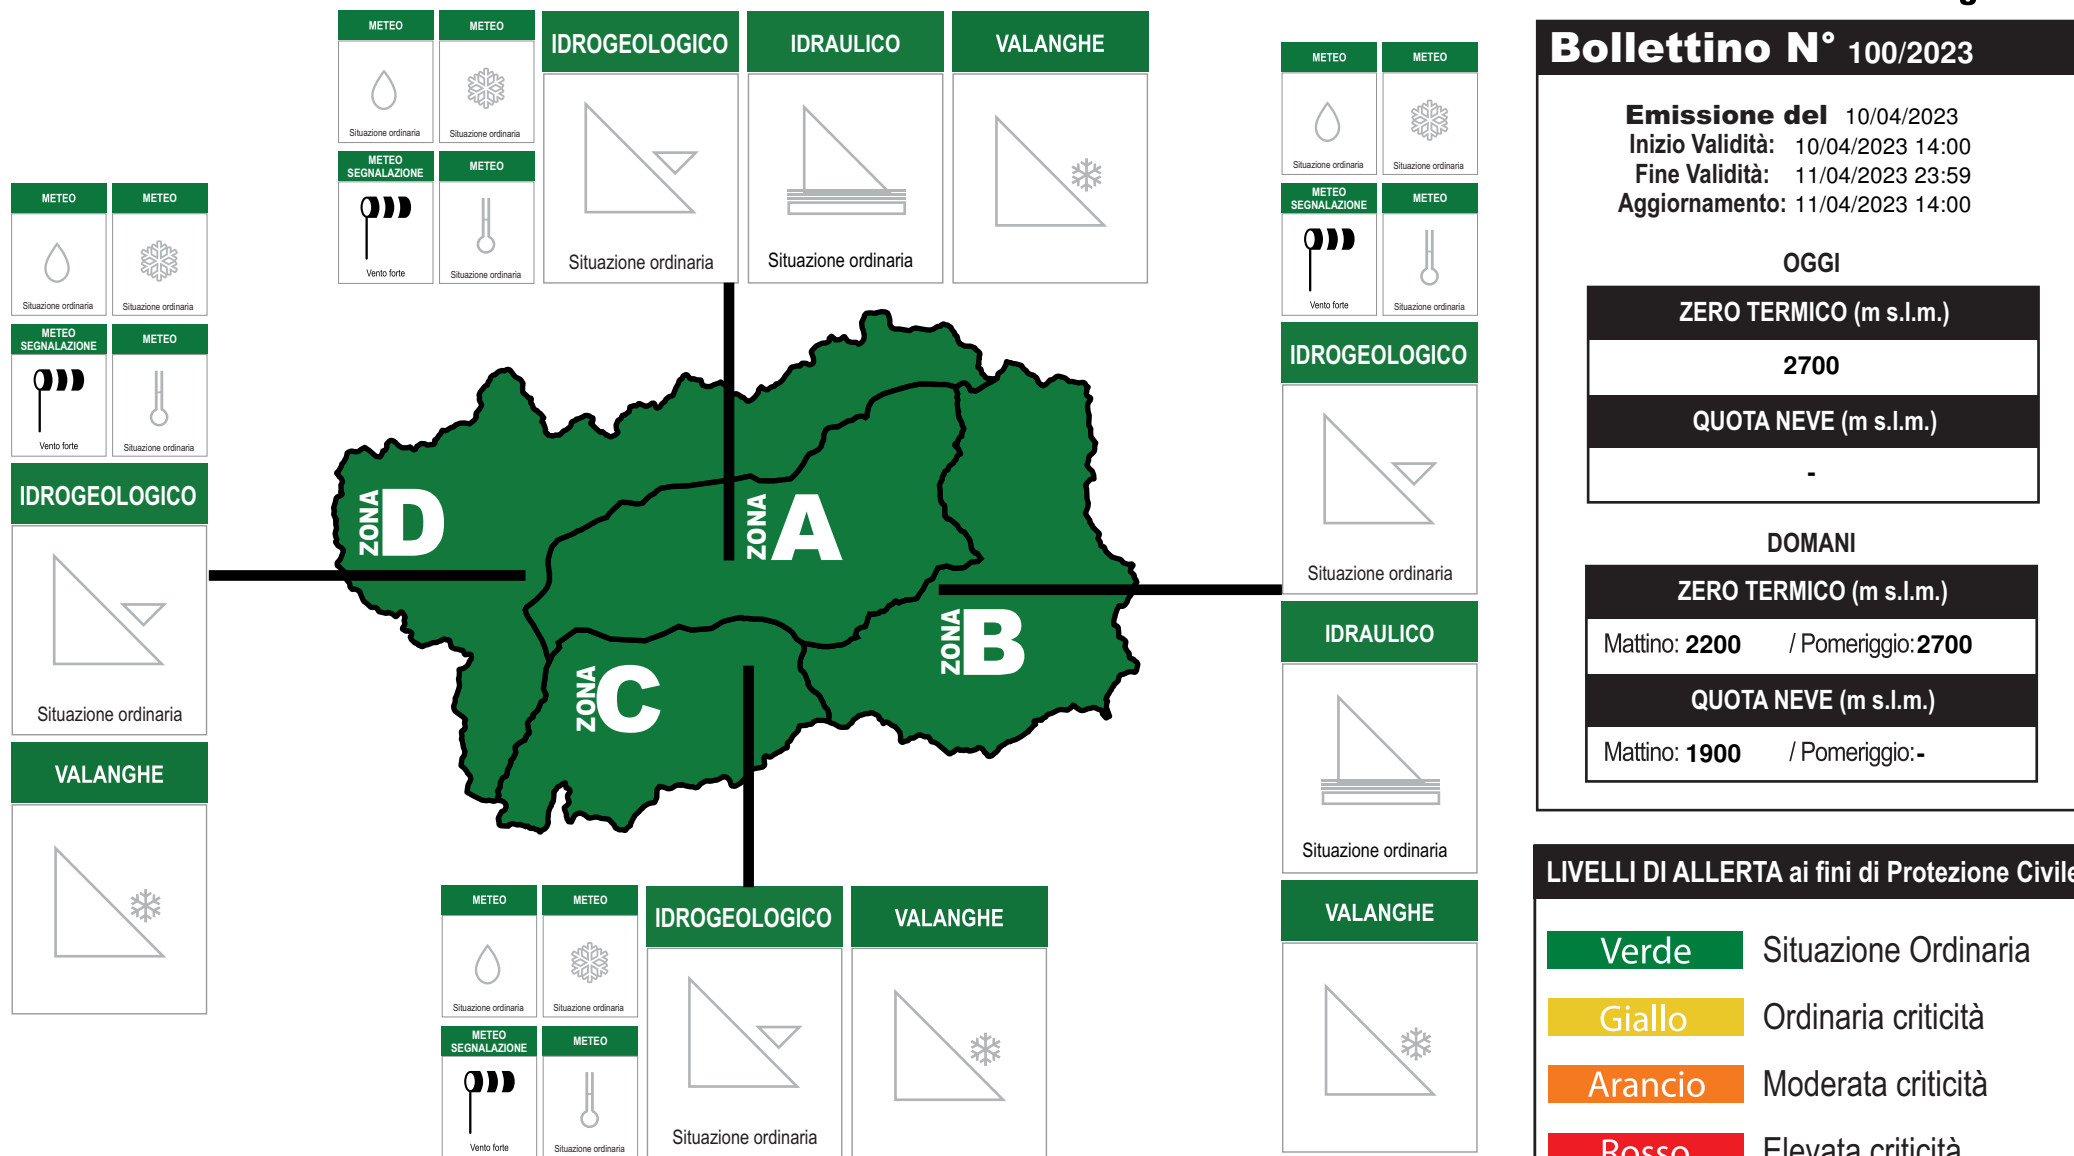 METEO
METEO
Situazione ordinaria
Situazione ordinaria
METEO
SEGNALAZIONE
METEO
Vento forte
Situazione ordinaria
IDROGEOLOGICO
Situazione ordinaria
IDRAULICO
Situazione ordinaria
VALANGHE
METEO
METEO
Situazione ordinaria
Situazione ordinaria
METEO
SEGNALAZIONE
METEO
Vento forte
Situazione ordinaria
IDROGEOLOGICO
Situazione ordinaria
VALANGHE
ZONA D
ZONA A
ZONA B
ZONA C
METEO
METEO
Situazione ordinaria
Situazione ordinaria
METEO
SEGNALAZIONE
METEO
Vento forte
Situazione ordinaria
IDROGEOLOGICO
Situazione ordinaria
IDRAULICO
Situazione ordinaria
VALANGHE
METEO
METEO
Situazione ordinaria
Situazione ordinaria
METEO
SEGNALAZIONE
METEO
Vento forte
Situazione ordinaria
IDROGEOLOGICO
Situazione ordinaria
VALANGHE
Bollettino N° 100/2023
Emissione del 10/04/2023
Inizio Validità: 10/04/2023 14:00
Fine Validità: 11/04/2023 23:59
Aggiornamento: 11/04/2023 14:00
OGGI
ZERO TERMICO (m s.l.m.)
2700
QUOTA NEVE (m s.l.m.)
-
DOMANI
ZERO TERMICO (m s.l.m.)
Mattino: 2200 / Pomeriggio: 2700
QUOTA NEVE (m s.l.m.)
Mattino: 1900 / Pomeriggio: -
LIVELLI DI ALLERTA ai fini di Protezione Civile
Verde Situazione Ordinaria
Giallo Ordinaria criticità
Arancio Moderata criticità
Rosso Elevata criticità